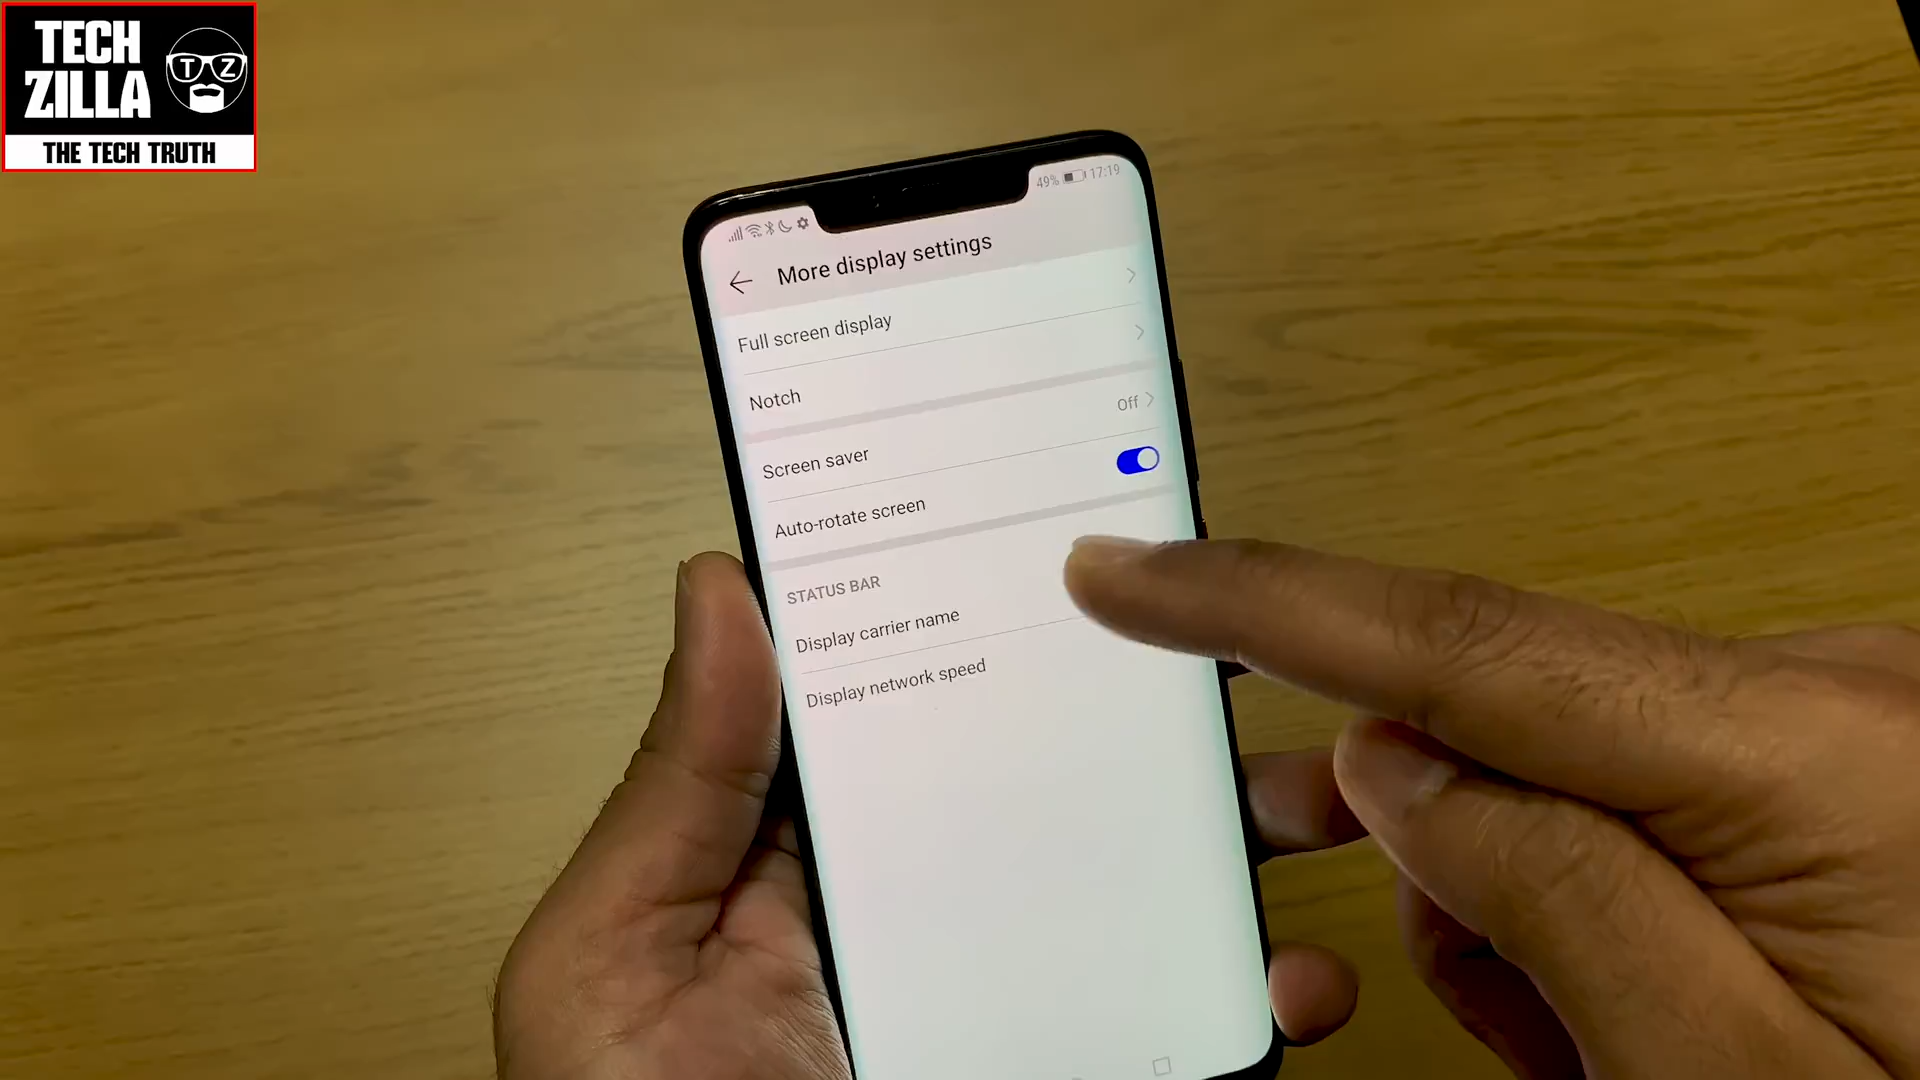 TECH
ZILLA
TZ
THE TECH TRUTH
49% 17:19
More display settings
Full screen display
Notch
Screen saver Off
Auto-rotate screen
STATUS BAR
Display carrier name
Display network speed